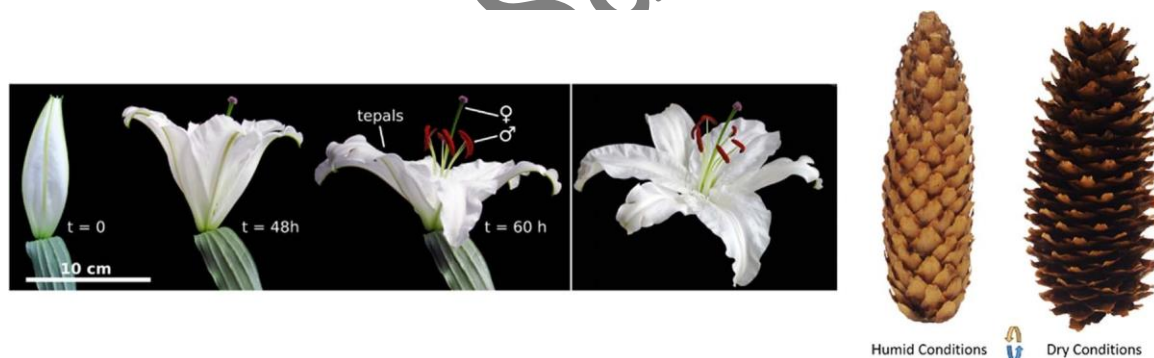 tepals
♀
♂
t = 0
t = 48h
t = 60 h
10 cm
Humid Conditions
Dry Conditions